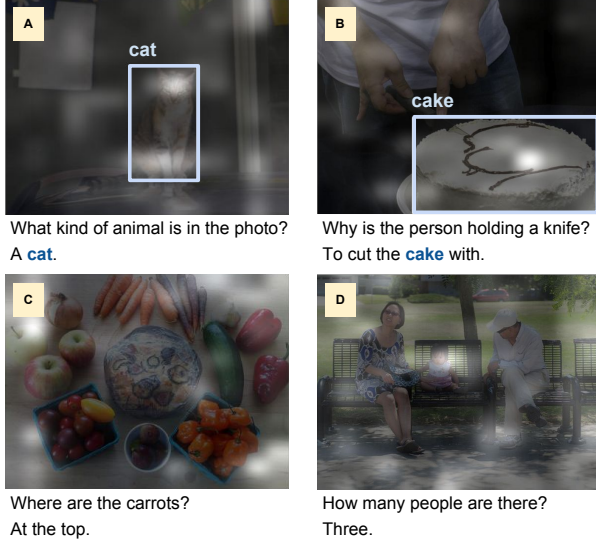 A
cat
What kind of animal is in the photo?
A cat.
B
cake
Why is the person holding a knife?
To cut the cake with.
C
Where are the carrots?
At the top.
D
How many people are there?
Three.